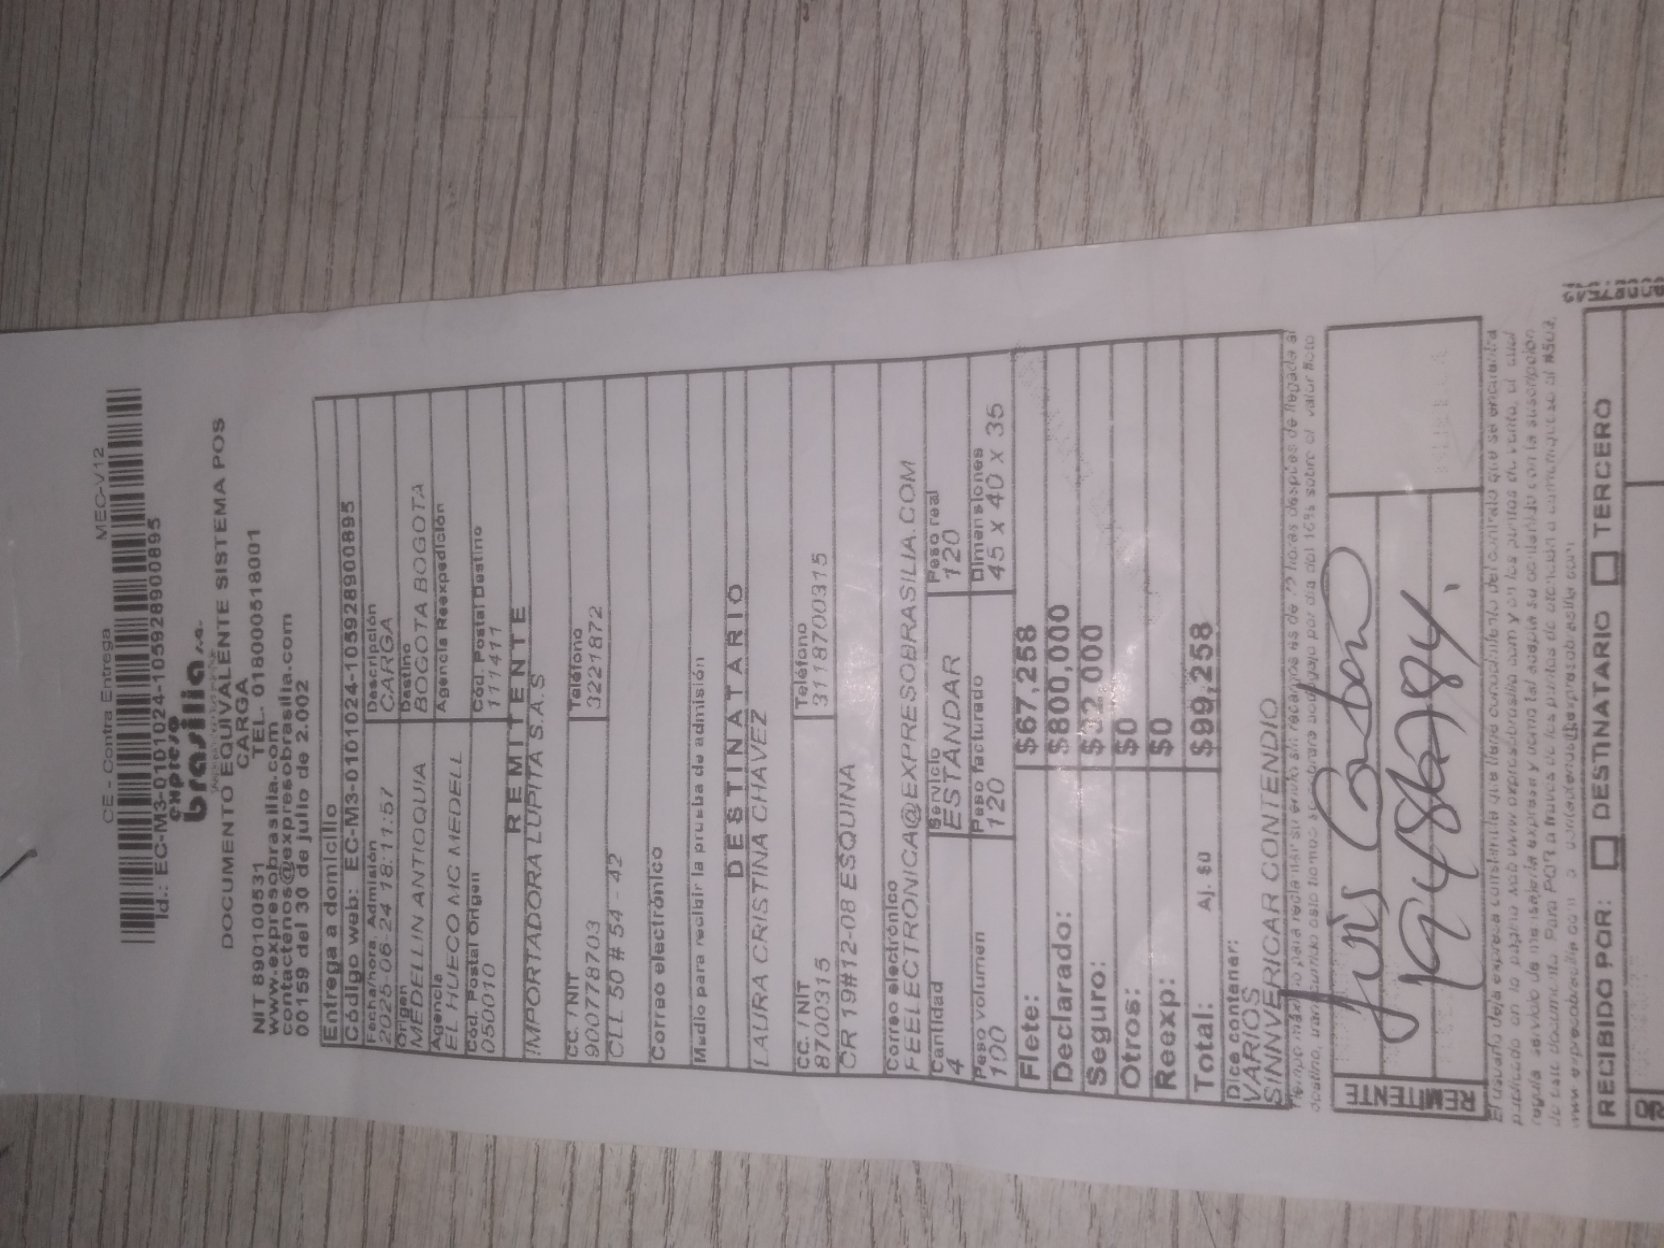 CE - Contra Entrega MEC-V12
Id.: EC-M3-01D1024-1059289000895
expreso
brasilia s.a.
DOCUMENTO EQUIVALENTE SISTEMA POS
CARGA
NIT 890100531 TEL. 018000518001
www.expresobrasilia.com
contactenos@expresobrasilia.com
00159 del 30 de julio de 2.002
Entrega a domicilio
Código web: EC-M3-01D1024-1059289000895
Fecha/hora. Admisión Descripción
2025-06-24 18:11:57 CARGA
Origen Destino
MEDELLIN ANTIOQUIA BOGOTA BOGOTA
Agencia Agencia Reexpedición
EL HUECO MC MEDELL
Cód. Postal Origen Cód. Postal Destino
050010 111411
REMITENTE
IMPORTADORA LUPITA S.A.S
CC. / NIT Teléfono
900778703 3221872
CLL 50 # 54 - 42
Correo electrónico
Medio para recibir la prueba de admisión
DESTINATARIO
LAURA CRISTINA CHAVEZ
CC. / NIT Teléfono
8700315 3118700315
CR 19#12-08 ESQUINA
Correo electrónico
FEELECTRONICA@EXPRESOBRASILIA.COM
Cantidad Servicio Peso real
4 ESTÁNDAR 120
Peso volumen Peso facturado Dimensiones
100 120 45 x 40 x 35
Flete: $67,258
Declarado: $800,000
Seguro: $32,000
Otros: $0
Reexp: $0
Total: Aj. $0 $99,258
Dice contener:
VARIOS
SINNVERICAR CONTENDIO
REMITENTE
RECIBIDO POR: DESTINATARIO TERCERO